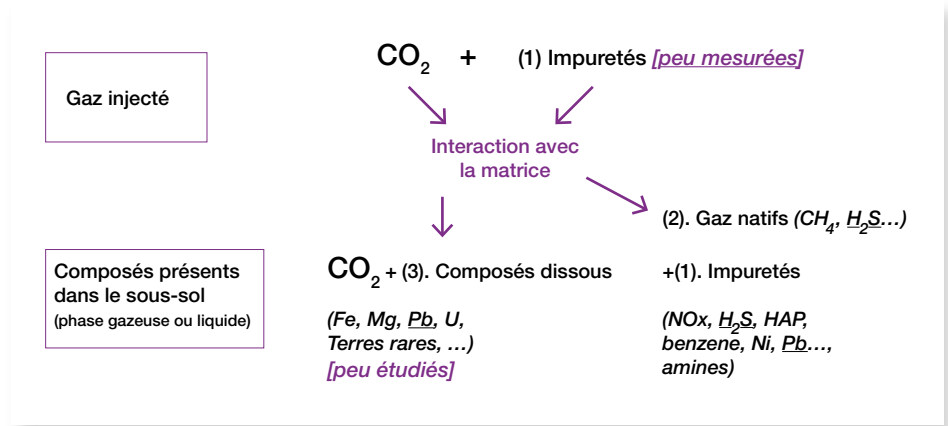 CO2 + (1) Impuretés [peu mesurées]
Gaz injecté
Interaction avec
la matrice
(2). Gaz natifs (CH4, H2S…)
Composés présents
dans le sous-sol
(phase gazeuse ou liquide)
CO2 + (3). Composés dissous
+(1). Impuretés
(Fe, Mg, Pb, U,
Terres rares, …)
[peu étudiés]
(NOx, H2S, HAP,
benzene, Ni, Pb…,
amines)